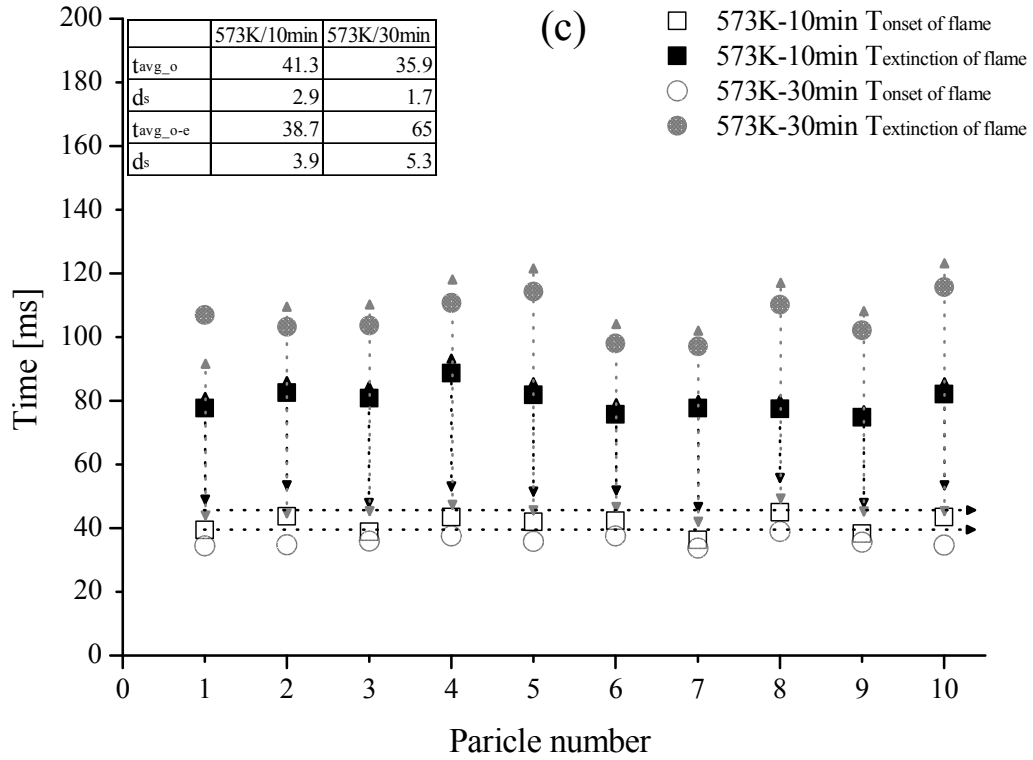 573K/10min 573K/30min
tavg_o 41.3 35.9
ds 2.9 1.7
tavg_o-e 38.7 65
ds 3.9 5.3
(c)
573K-10min Tonset of flame
573K-10min Textinction of flame
573K-30min Tonset of flame
573K-30min Textinction of flame
Time [ms]
200
180
160
140
120
100
80
60
40
20
0
0 1 2 3 4 5 6 7 8 9 10
Paricle number